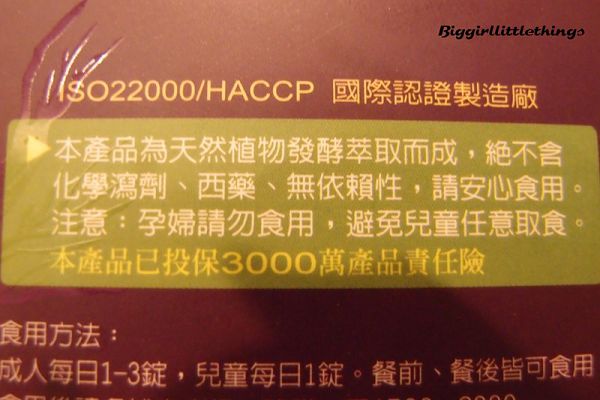 Biggirllittlethings
ISO22000/HACCP 國際認證製造廠
本產品為天然植物發酵萃取而成，絕不含
化學瀉劑、西藥、無依賴性，請安心食用。
注意：孕婦請勿食用，避免兒童任意取食。
本產品已投保3000萬產品責任險
食用方法：
成人每日1-3錠，兒童每日1錠。餐前、餐後皆可食用